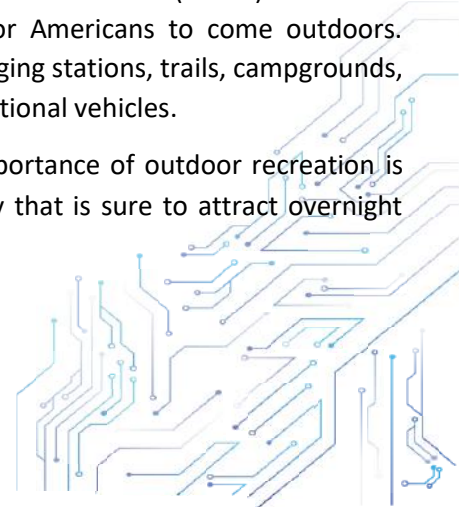 or Americans to come outdoors.
ging stations, trails, campgrounds,
tional vehicles.
portance of outdoor recreation is
y that is sure to attract overnight